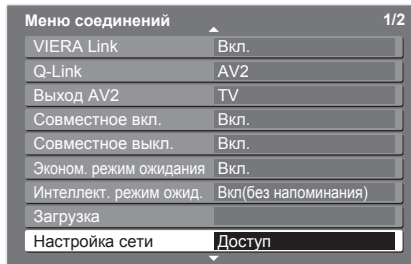 Меню соединений 1/2
VIERA Link Вкл.
Q-Link AV2
Выход AV2 TV
Совместное вкл. Вкл.
Совместное выкл. Вкл.
Эконом. режим ожидания Вкл.
Интеллект. режим ожид. Вкл(без напоминания)
Загрузка
Настройка сети Доступ